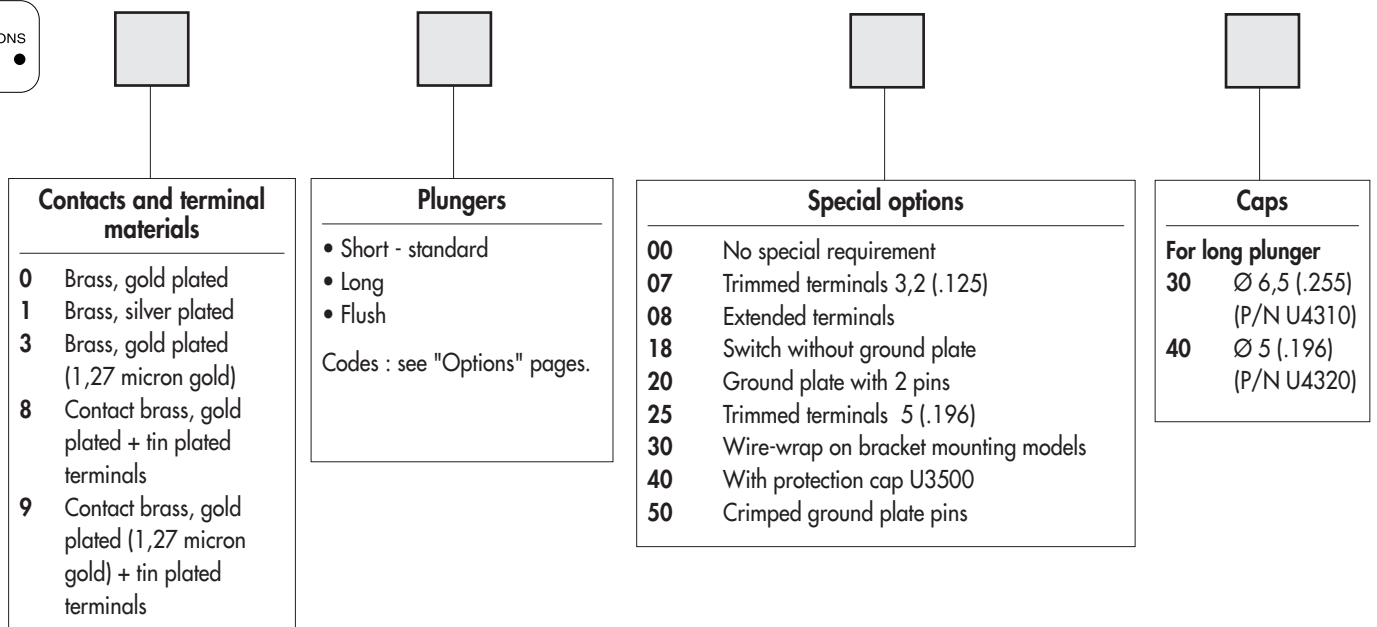 Contacts and terminal
materials
0 Brass, gold plated
1 Brass, silver plated
3 Brass, gold plated
(1,27 micron gold)
8 Contact brass, gold
plated + tin plated
terminals
9 Contact brass, gold
plated (1,27 micron
gold) + tin plated
terminals
Plungers
• Short - standard
• Long
• Flush
Codes : see "Options" pages.
Special options
00 No special requirement
07 Trimmed terminals 3,2 (.125)
08 Extended terminals
18 Switch without ground plate
20 Ground plate with 2 pins
25 Trimmed terminals 5 (.196)
30 Wire-wrap on bracket mounting models
40 With protection cap U3500
50 Crimped ground plate pins
Caps
For long plunger
30 Ø 6,5 (.255)
(P/N U4310)
40 Ø 5 (.196)
(P/N U4320)